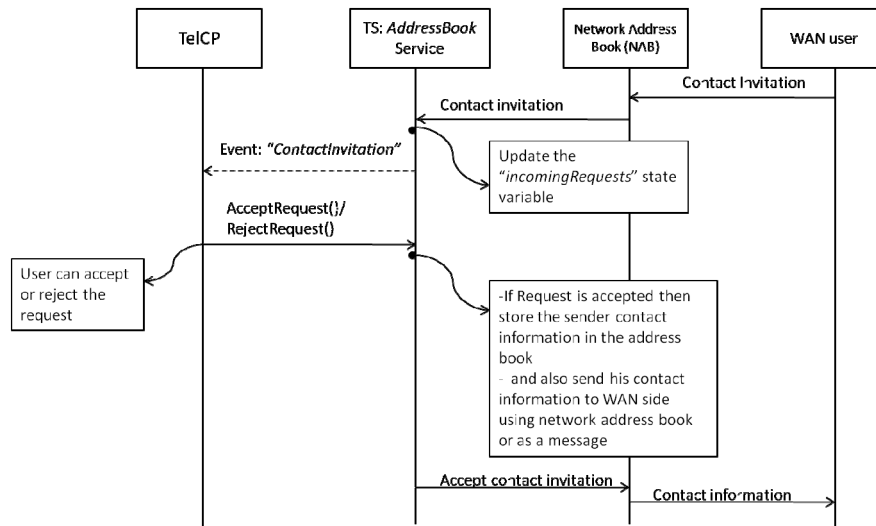 TelCP
TS: AddressBook
Service
Network Address
Book (NAB)
WAN user
Contact Invitation
Contact invitation
Event: "ContactInvitation"
Update the
"incomingRequests" state
variable
AcceptRequest()/
RejectRequest()
User can accept
or reject the
request
-If Request is accepted then
store the sender contact
information in the address
book
- and also send his contact
information to WAN side
using network address book
or as a message
Accept contact invitation
Contact information